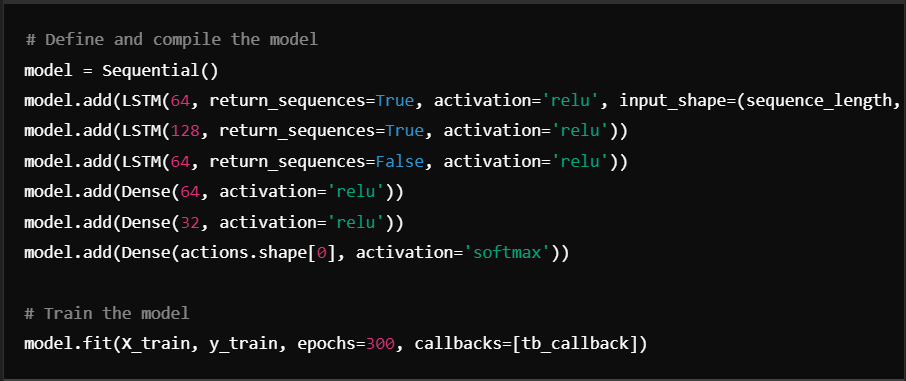 # Define and compile the model
model = Sequential()
model.add(LSTM(64, return_sequences=True, activation='relu', input_shape=(sequence_length,
model.add(LSTM(128, return_sequences=True, activation='relu'))
model.add(LSTM(64, return_sequences=False, activation='relu'))
model.add(Dense(64, activation='relu'))
model.add(Dense(32, activation='relu'))
model.add(Dense(actions.shape[0], activation='softmax'))
# Train the model
model.fit(X_train, y_train, epochs=300, callbacks=[tb_callback])